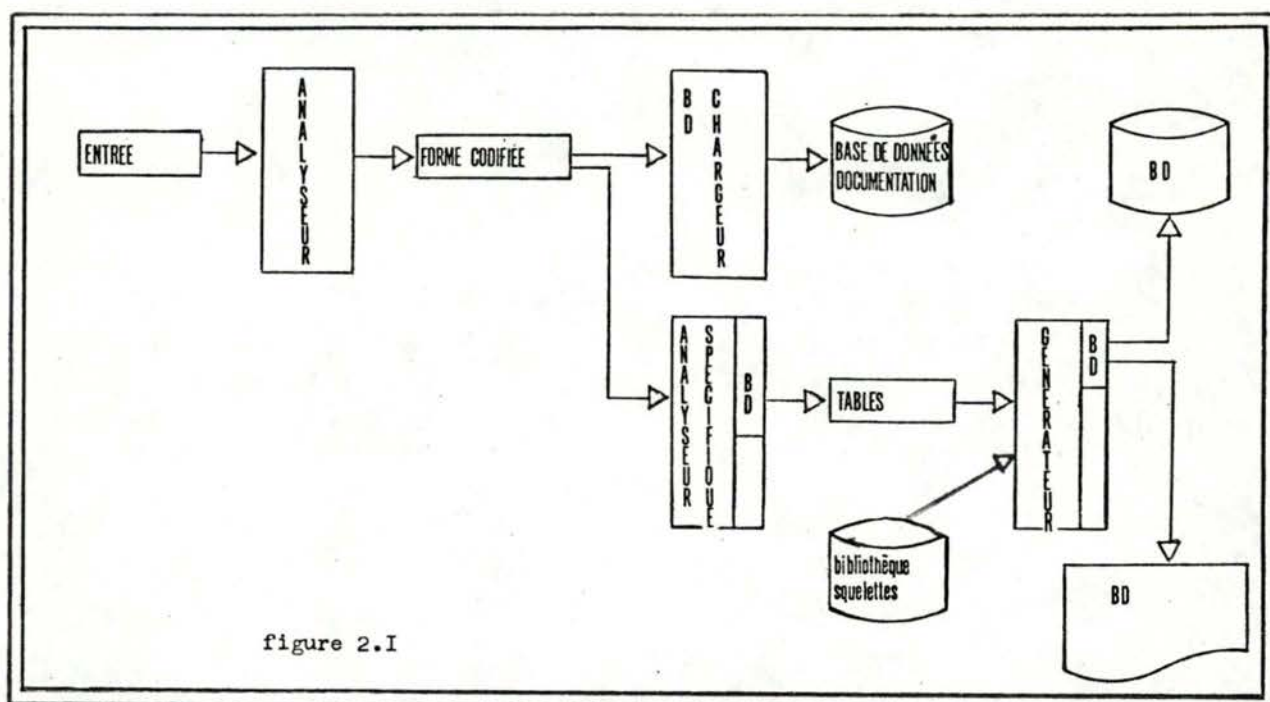 ENTREE
ANALYSEUR
FORME CODIFIÉE
BD
CHARGEUR
BASE DE DONNÉES
DOCUMENTATION
BD
ANALYSEUR
SPECIFIQUE
BD
TABLES
GENERATEUR
BD
bibliothèque
squelettes
BD
figure 2.I